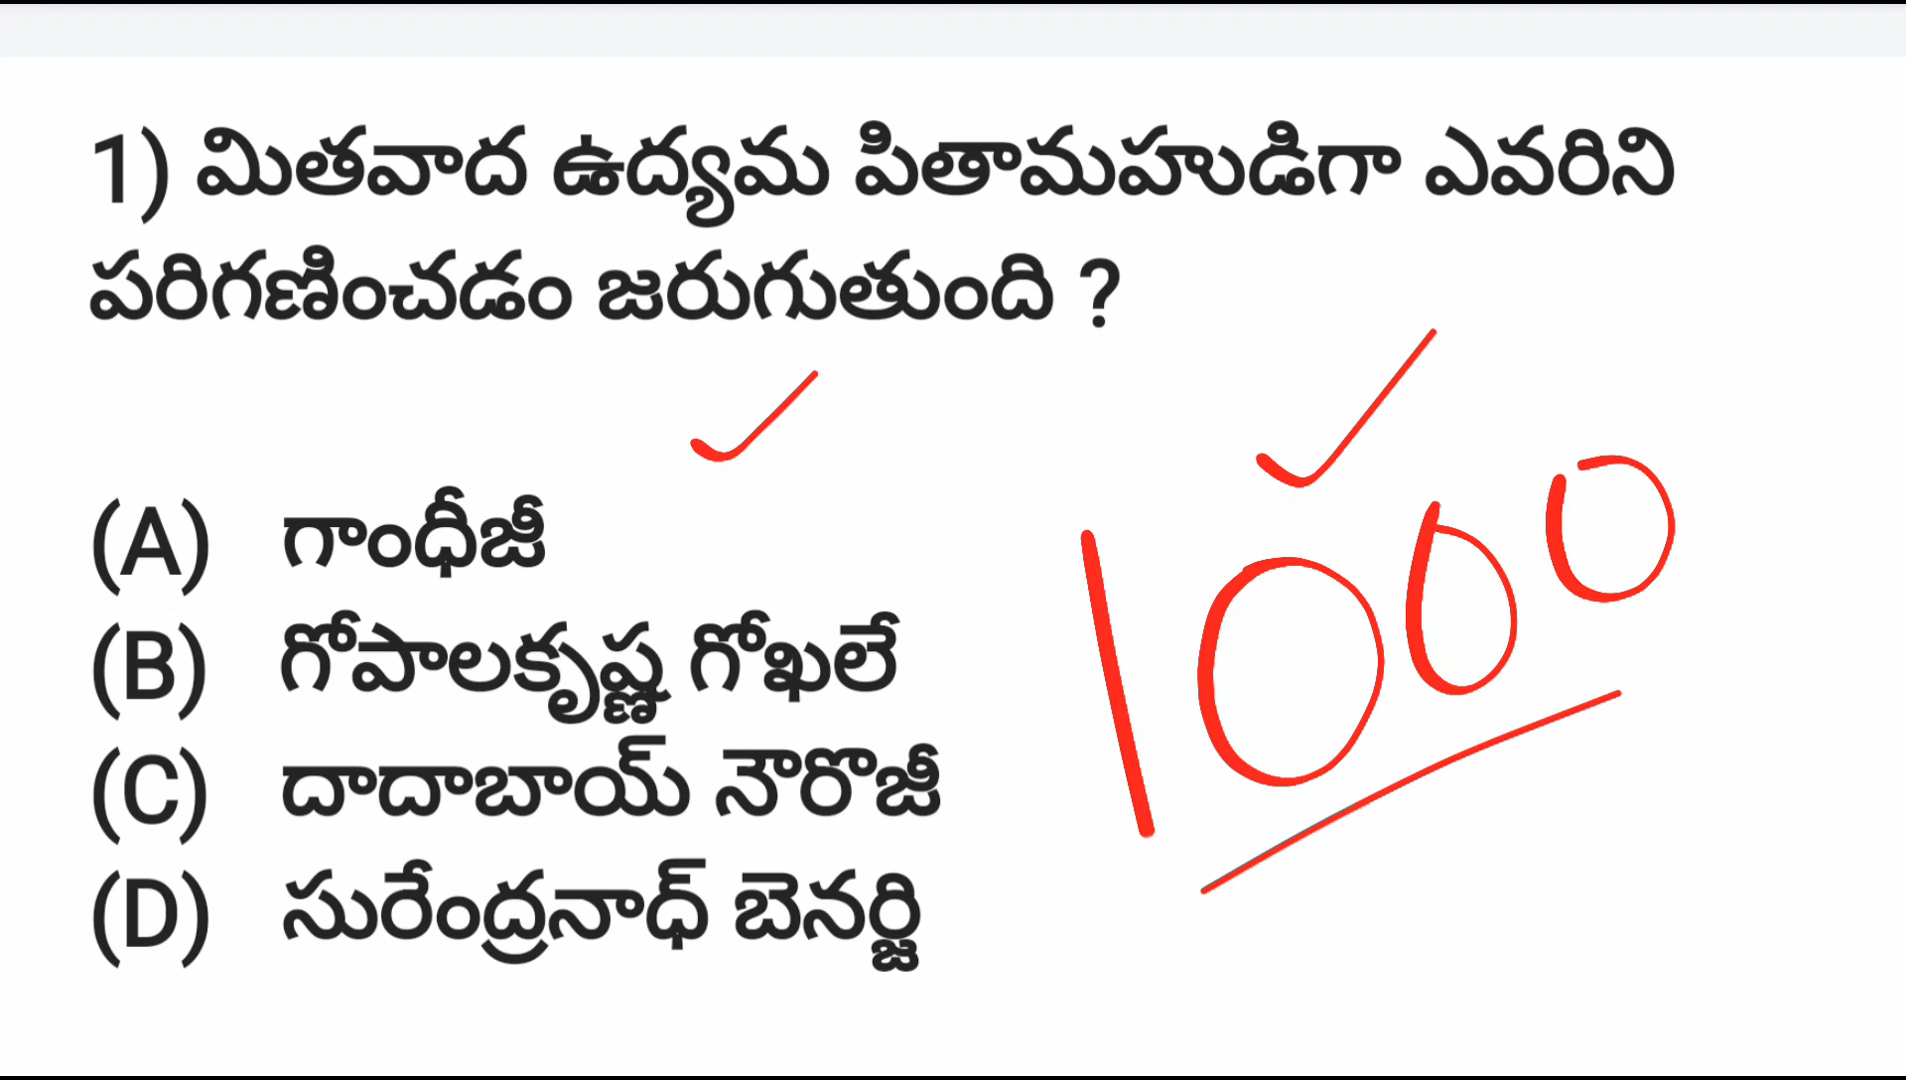 1) మితవాద ఉద్యమ పితామహుడిగా ఎవరిని
పరిగణించడం జరుగుతుంది ?
(A) గాంధీజీ
(B) గోపాలకృష్ణ గోఖలే
(C) దాదాబాయ్ నౌరొజీ
(D) సురేంద్రనాధ్ బెనర్జి
1000